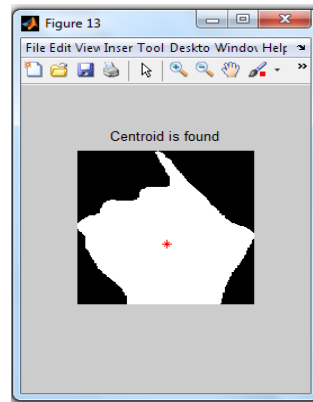 Figure 13
File Edit View Inser Tool Deskto Windov Help
Centroid is found